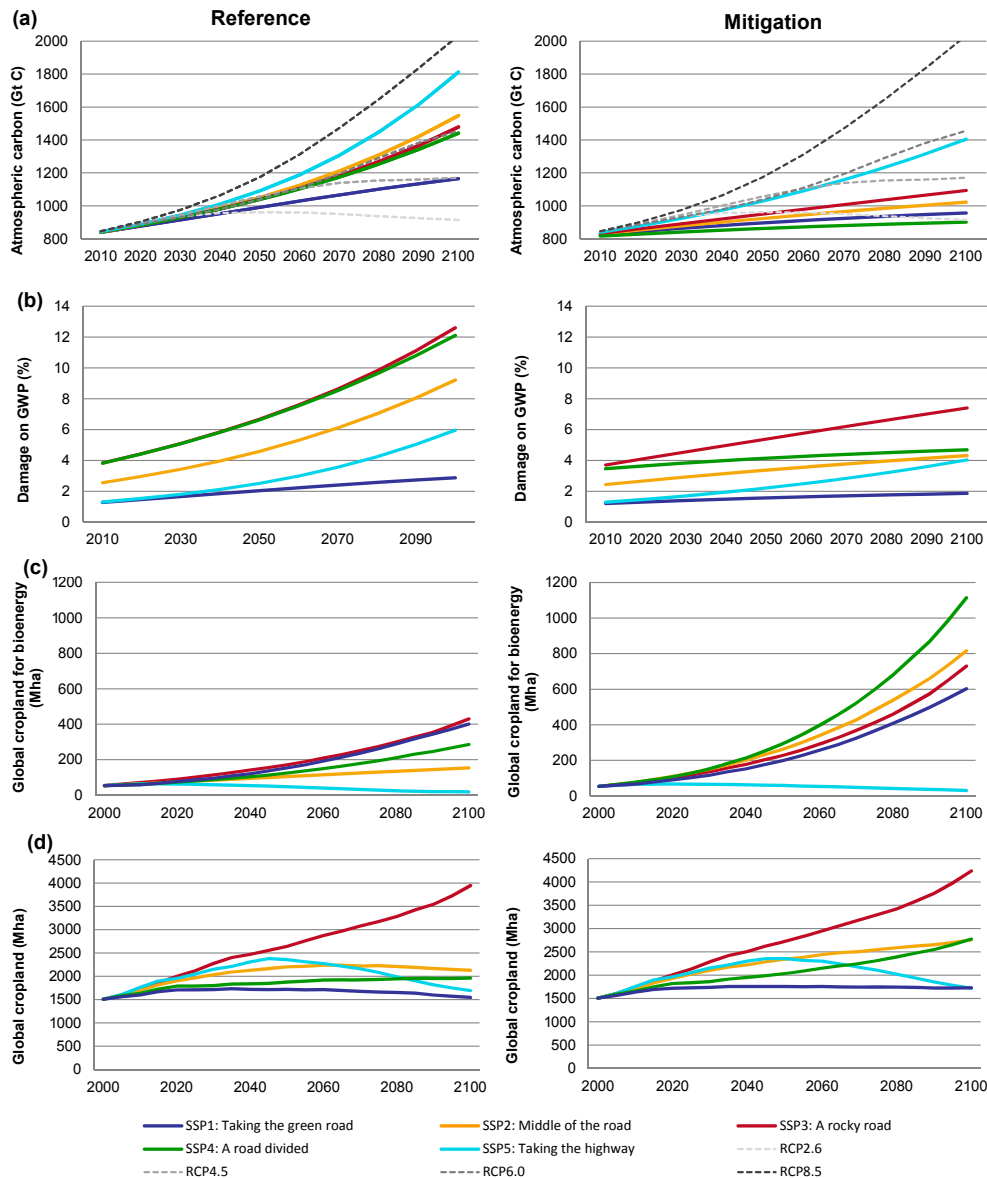 (a)
Reference
Mitigation
Atmospheric carbon (Gt C)
2000
1800
1600
1400
1200
1000
800
2010 2020 2030 2040 2050 2060 2070 2080 2090 2100
Atmospheric carbon (Gt C)
2000
1800
1600
1400
1200
1000
800
2010 2020 2030 2040 2050 2060 2070 2080 2090 2100
(b)
Damage on GWP (%)
14
12
10
8
6
4
2
0
2010 2030 2050 2070 2090
Damage on GWP (%)
14
12
10
8
6
4
2
0
2010 2020 2030 2040 2050 2060 2070 2080 2090 2100
(c)
Global cropland for bioenergy
(Mha)
1200
1000
800
600
400
200
0
2000 2020 2040 2060 2080 2100
Global cropland for bioenergy
(Mha)
1200
1000
800
600
400
200
0
2000 2020 2040 2060 2080 2100
(d)
Global cropland (Mha)
4500
4000
3500
3000
2500
2000
1500
1000
500
0
2000 2020 2040 2060 2080 2100
Global cropland (Mha)
4500
4000
3500
3000
2500
2000
1500
1000
500
0
2000 2020 2040 2060 2080 2100
SSP1: Taking the green road
SSP2: Middle of the road
SSP3: A rocky road
SSP4: A road divided
SSP5: Taking the highway
RCP2.6
RCP4.5
RCP6.0
RCP8.5